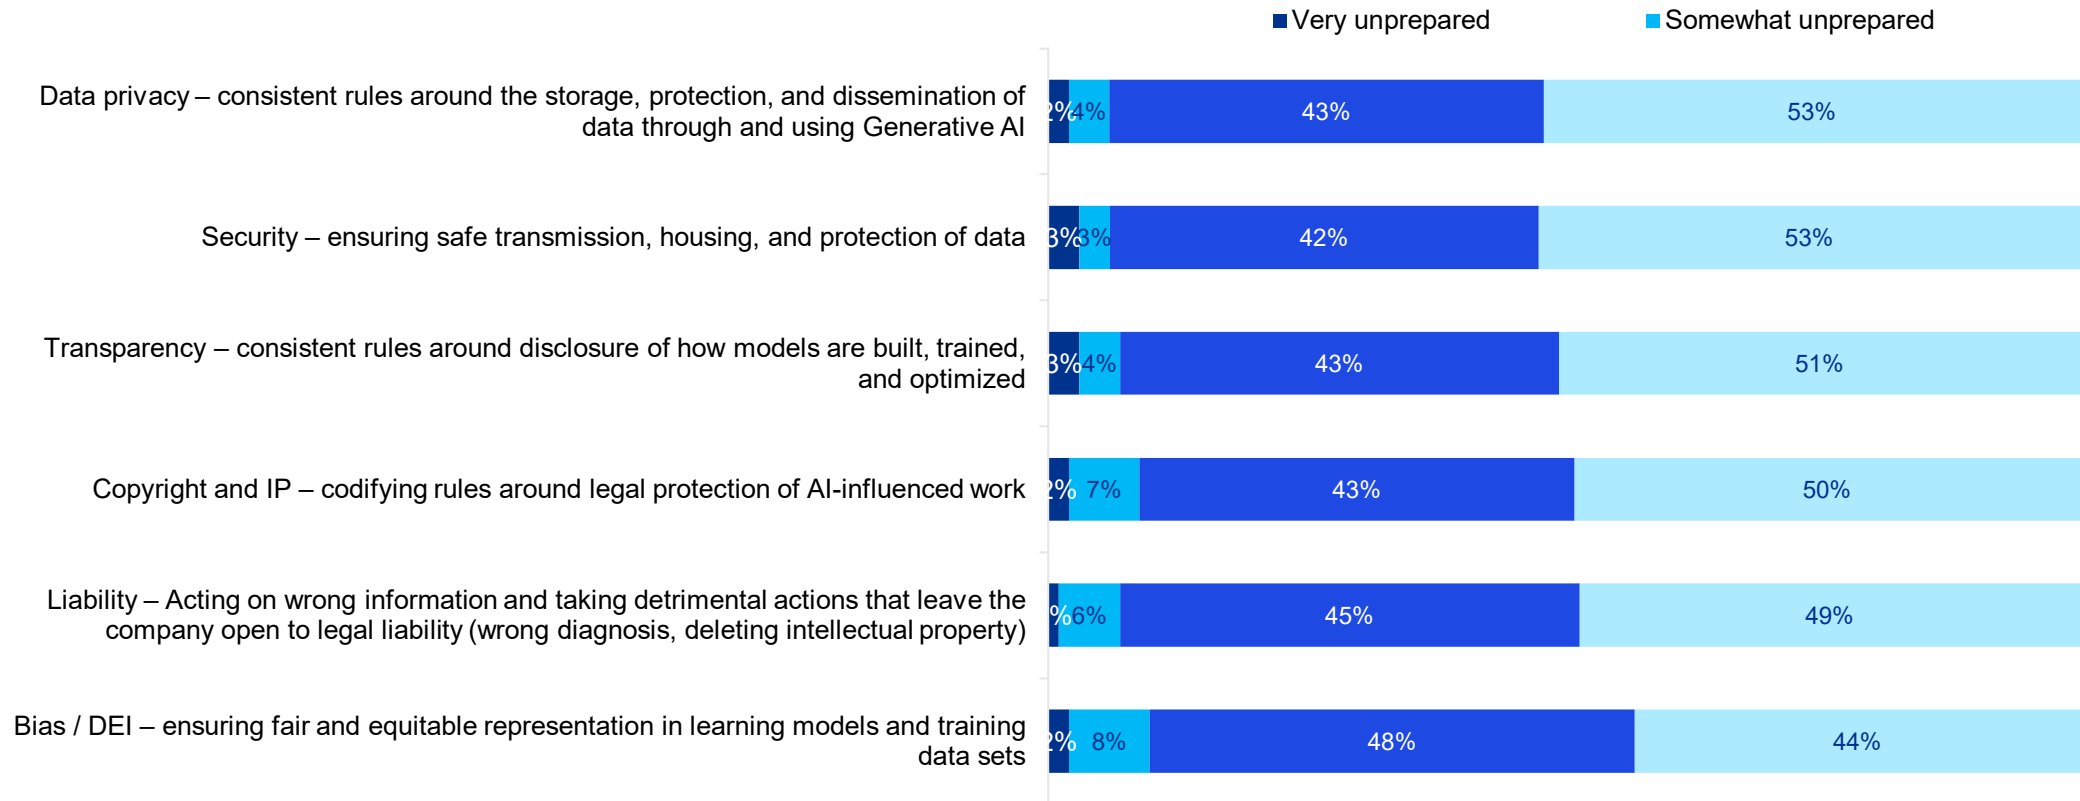 Very unprepared Somewhat unprepared
Data privacy – consistent rules around the storage, protection, and dissemination of
data through and using Generative AI
2% 4% 43% 53%
Security – ensuring safe transmission, housing, and protection of data
3% 3% 42% 53%
Transparency – consistent rules around disclosure of how models are built, trained,
and optimized
3% 4% 43% 51%
Copyright and IP – codifying rules around legal protection of AI-influenced work
2% 7% 43% 50%
Liability – Acting on wrong information and taking detrimental actions that leave the
company open to legal liability (wrong diagnosis, deleting intellectual property)
% 6% 45% 49%
Bias / DEI – ensuring fair and equitable representation in learning models and training
data sets
2% 8% 48% 44%